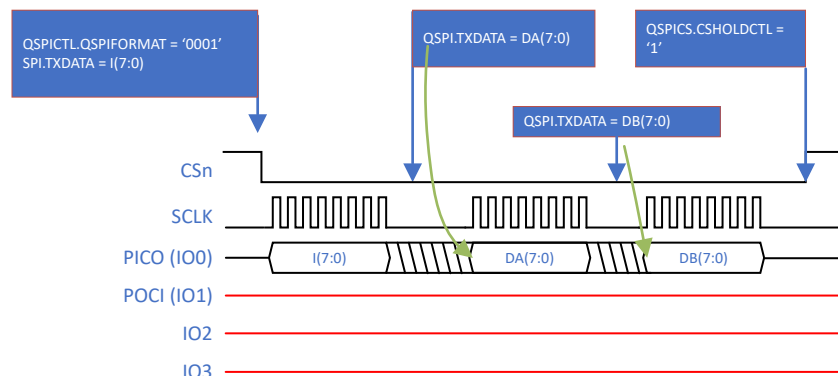 QSPICTL.QSPIFORMAT = ‘0001’
SPI.TXDATA = I(7:0)
QSPI.TXDATA = DA(7:0)
QSPICS.CSHOLDCTL =
‘1’
QSPI.TXDATA = DB(7:0)
CSn
SCLK
PICO (IO0)
I(7:0)
DA(7:0)
DB(7:0)
POCI (IO1)
IO2
IO3